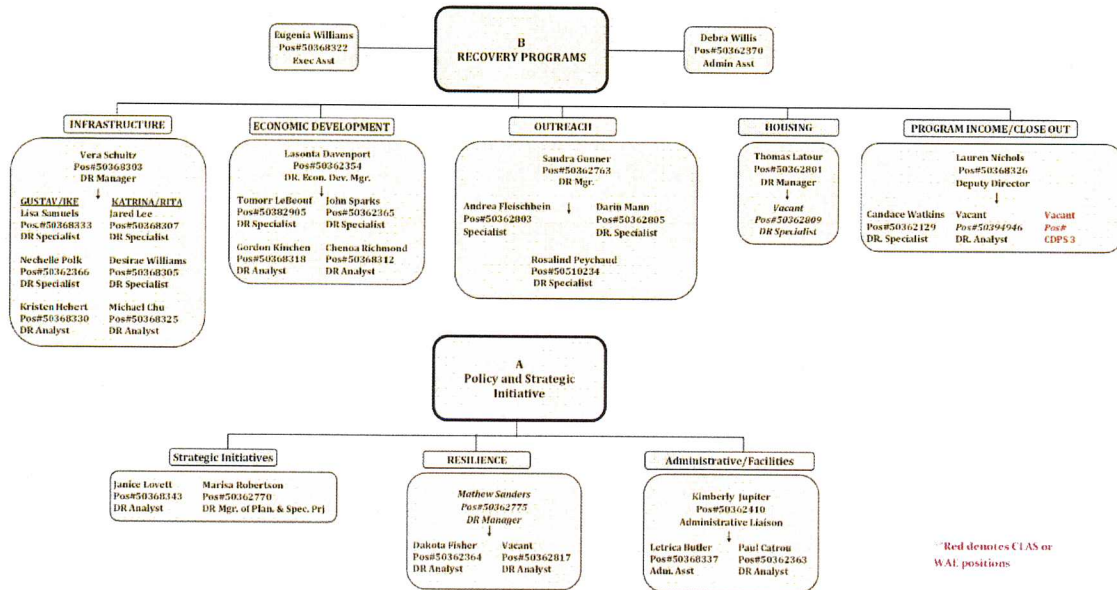 Eugenia Williams
Pos#50368322
Exec Asst
B
RECOVERY PROGRAMS
Debra Willis
Pos#50362370
Admin Asst
INFRASTRUCTURE
Vera Schultz
Pos#50368303
DR Manager
GUSTAV/IKE
Lisa Samuels
Pos.#50368333
DR Specialist
Nechelle Polk
Pos#50362366
DR Specialist
Kristen Hebert
Pos#50368330
DR Analyst
KATRINA/RITA
Jared Lee
Pos#50368307
DR Specialist
Desirae Williams
Pos#50368305
DR Specialist
Michael Chu
Pos#50368325
DR Analyst
ECONOMIC DEVELOPMENT
Lasonta Davenport
Pos#50362354
DR. Econ. Dev. Mgr.
Tomorr LeBeouf
Pos#50382905
DR Specialist
John Sparks
Pos#50362365
DR Specialist
Gordon Kinchen
Pos#50368318
DR Analyst
Chenoa Richmond
Pos#50368312
DR Analyst
OUTREACH
Sandra Gunner
Pos#50362763
DR Mgr.
Andrea Fleischbein
Pos#50362803
Specialist
Darin Mann
Pos#50362805
DR. Specialist
Rosalind Peychaud
Pos#50510234
DR Specialist
HOUSING
Thomas Latour
Pos#50362801
DR Manager
Vacant
Pos#50362809
DR Specialist
PROGRAM INCOME/CLOSE OUT
Lauren Nichols
Pos#50368326
Deputy Director
Candace Watkins
Pos#50362129
DR. Specialist
Vacant
Pos#50394946
DR. Analyst
Vacant
Pos#
CDPS 3
A
Policy and Strategic
Initiative
Strategic Initiatives
Janice Lovett
Pos#50368343
DR Analyst
Marisa Robertson
Pos#50362770
DR Mgr. of Plan. & Spec. Prj
RESILIENCE
Mathew Sanders
Pos#50362775
DR Manager
Dakota Fisher
Pos#50362364
DR Analyst
Vacant
Pos#50362817
DR Analyst
Administrative/Facilities
Kimberly Jupiter
Pos#50362410
Administrative Liaison
Letrica Butler
Pos#50368337
Adm. Asst
Paul Catrou
Pos#50362363
DR Analyst
*Red denotes CLAS or
WAE positions